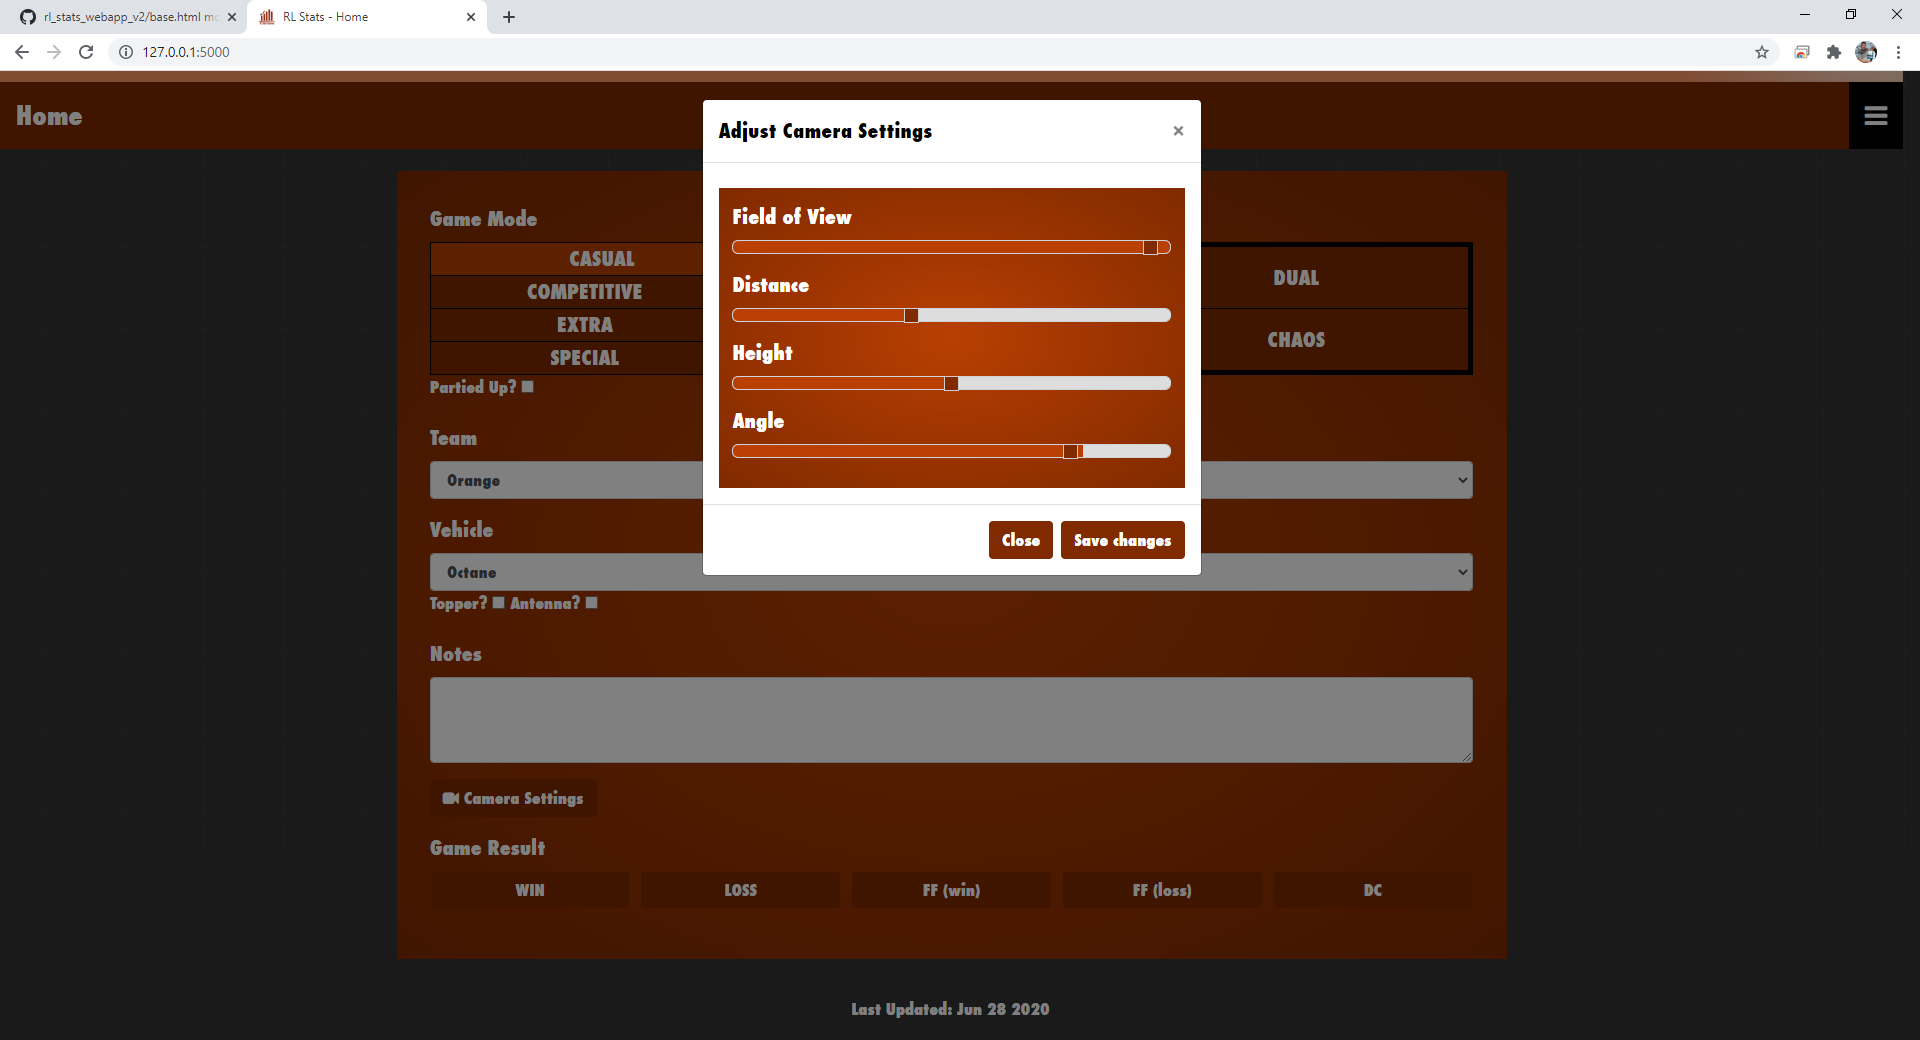 rl_stats_webapp_v2/base.html
RL Stats - Home
127.0.0.1:5000
Home
Adjust Camera Settings
×
Field of View
Distance
Height
Angle
Close
Save changes
Game Mode
CASUAL
COMPETITIVE
EXTRA
SPECIAL
DUAL
CHAOS
Partied Up?
Team
Orange
Vehicle
Octane
Topper? Antenna?
Notes
Camera Settings
Game Result
WIN
LOSS
FF (win)
FF (loss)
DC
Last Updated: Jun 28 2020